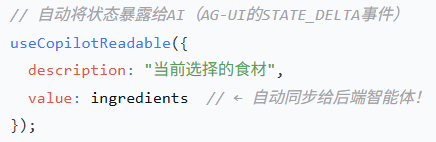 // 自动将状态暴露给AI（AG-UI的STATE_DELTA事件）
useCopilotReadable({
  description: "当前选择的食材",
  value: ingredients  // ← 自动同步给后端智能体！
});